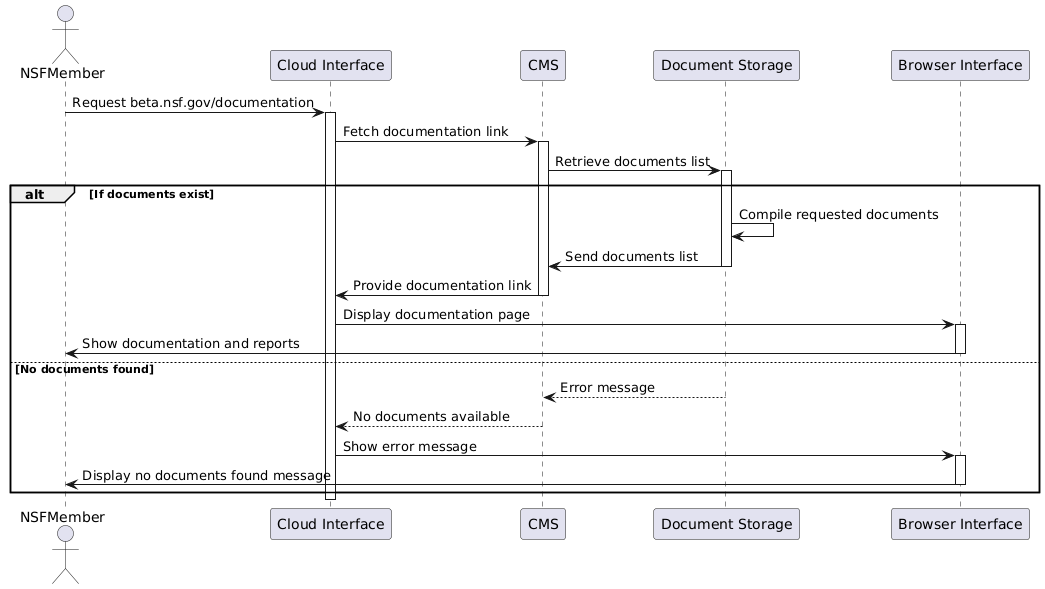 NSFMember
Cloud Interface
CMS
Document Storage
Browser Interface
Request beta.nsf.gov/documentation
Fetch documentation link
Retrieve documents list
alt
[If documents exist]
Compile requested documents
Send documents list
Provide documentation link
Display documentation page
Show documentation and reports
[No documents found]
Error message
No documents available
Show error message
Display no documents found message
NSFMember
Cloud Interface
CMS
Document Storage
Browser Interface